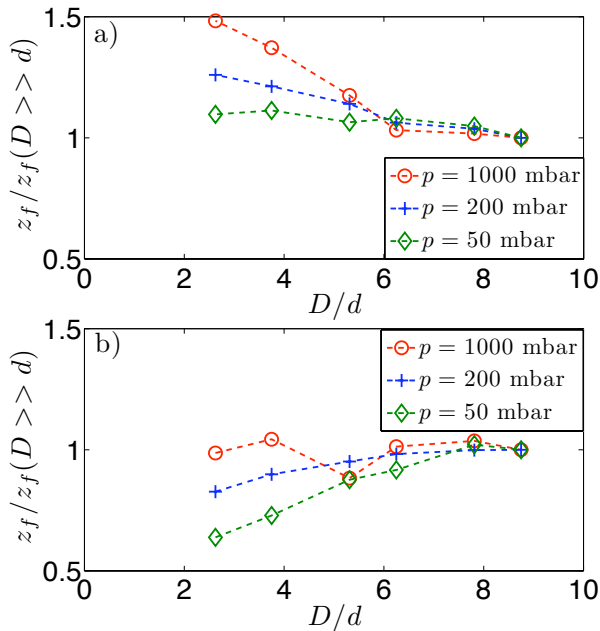 a)
1.5
1
0.5
z_f/z_f(D >> d)
p = 1000 mbar
p = 200 mbar
p = 50 mbar
0 2 4 6 8 10
D/d
b)
1.5
1
0.5
z_f/z_f(D >> d)
p = 1000 mbar
p = 200 mbar
p = 50 mbar
0 2 4 6 8 10
D/d